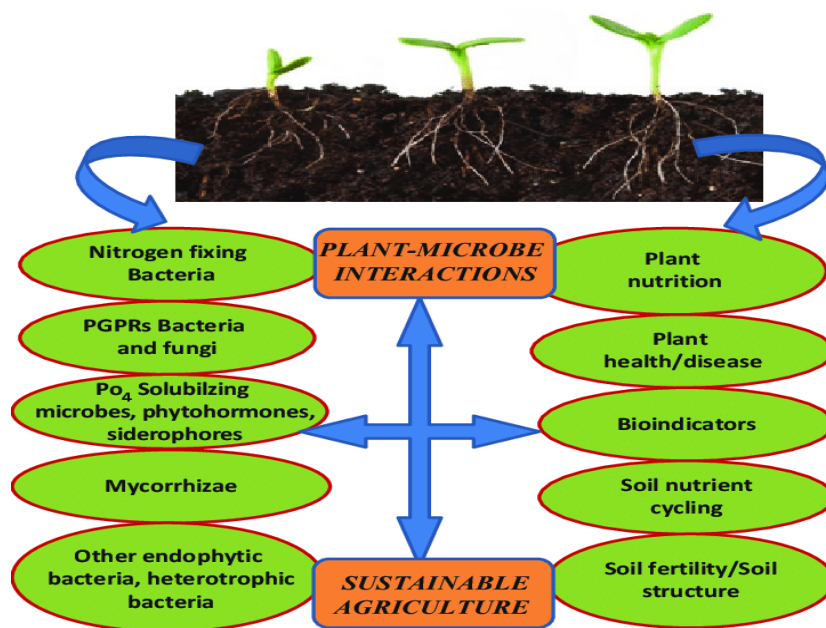 Nitrogen fixing
Bacteria
PGPRs Bacteria
and fungi
Po₄ Solubilzing
microbes, phytohormones,
siderophores
Mycorrhizae
Other endophytic
bacteria, heterotrophic
bacteria
PLANT-MICROBE
INTERACTIONS
SUSTAINABLE
AGRICULTURE
Plant
nutrition
Plant
health/disease
Bioindicators
Soil nutrient
cycling
Soil fertility/Soil
structure